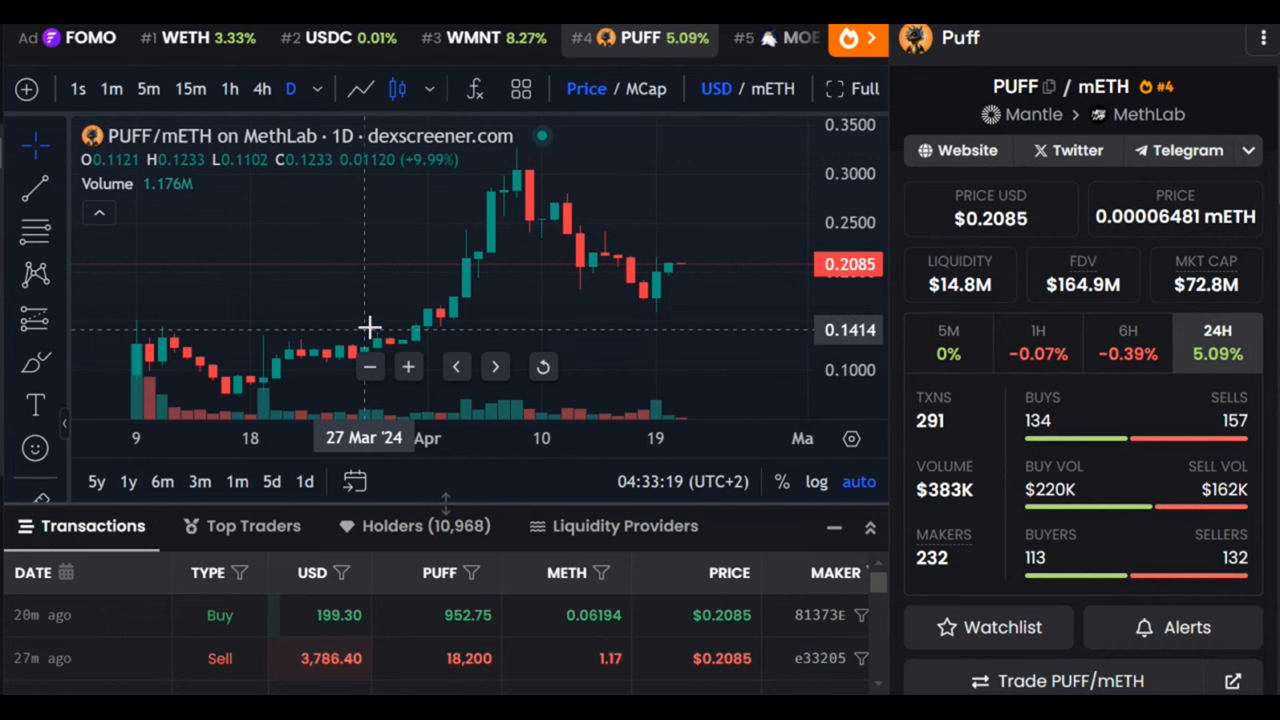 Ad FOMO #1 WETH 3.33% #2 USDC 0.01% #3 WMNT 8.27% #4 PUFF 5.09% #5 MOE
Puff
1s 1m 5m 15m 1h 4h D Price / MCap USD / mETH Full
PUFF / mETH #4
Mantle > MethLab
PUFF/mETH on MethLab · 1D · dexscreener.com
O0.1121 H0.1233 L0.1102 C0.1233 0.01120 (+9.99%)
Volume 1.176M
0.3500
0.3000
0.2500
0.2085
0.1414
0.1000
9 18 27 Mar '24 Apr 10 19 Ma
5y 1y 6m 3m 1m 5d 1d 04:33:19 (UTC+2) % log auto
Website Twitter Telegram
PRICE USD
$0.2085
PRICE
0.00006481 mETH
LIQUIDITY
$14.8M
FDV
$164.9M
MKT CAP
$72.8M
5M
0%
1H
-0.07%
6H
-0.39%
24H
5.09%
TXNS
291
BUYS
134
SELLS
157
VOLUME
$383K
BUY VOL
$220K
SELL VOL
$162K
MAKERS
232
BUYERS
113
SELLERS
132
Watchlist
Alerts
Trade PUFF/mETH
Transactions Top Traders Holders (10,968) Liquidity Providers
DATE TYPE USD PUFF METH PRICE MAKER
20m ago Buy 199.30 952.75 0.06194 $0.2085 81373E
27m ago Sell 3,786.40 18,200 1.17 $0.2085 e33205